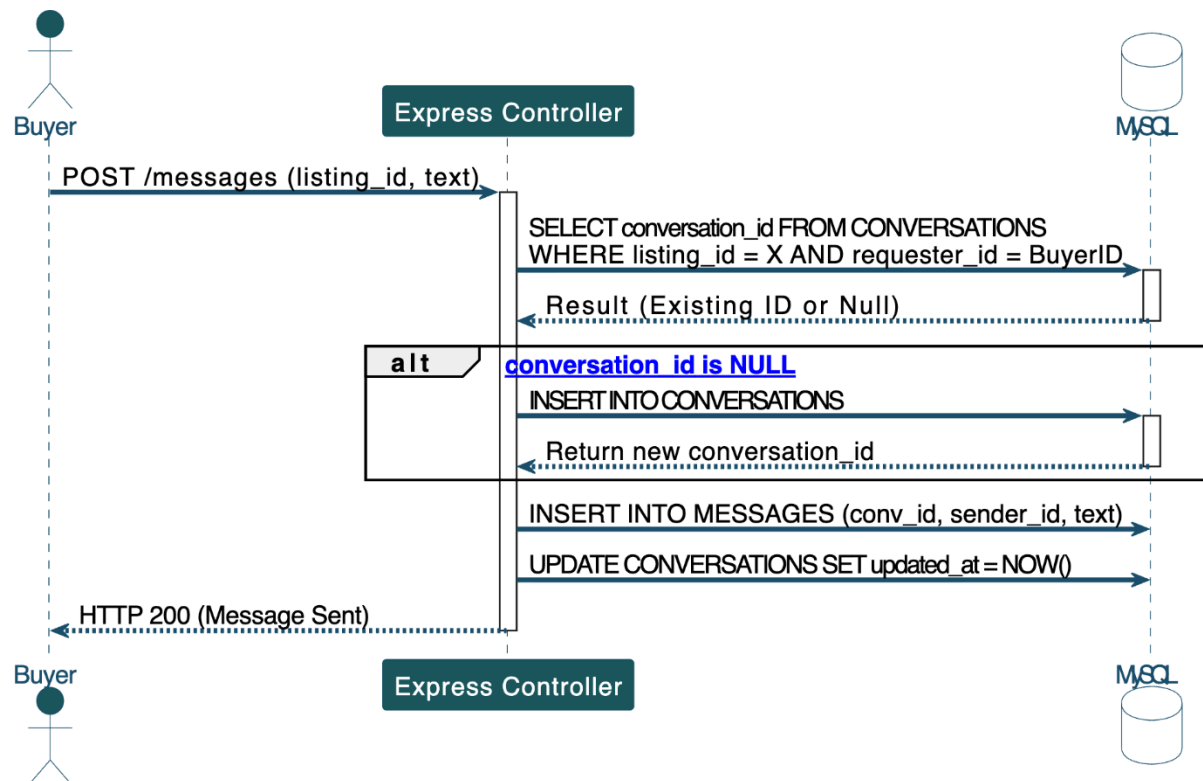 Buyer
Express Controller
MySQL
POST /messages (listing_id, text)
SELECT conversation_id FROM CONVERSATIONS
WHERE listing_id = X AND requester_id = BuyerID
Result (Existing ID or Null)
alt
conversation_id is NULL
INSERT INTO CONVERSATIONS
Return new conversation_id
INSERT INTO MESSAGES (conv_id, sender_id, text)
UPDATE CONVERSATIONS SET updated_at = NOW()
HTTP 200 (Message Sent)
Buyer
Express Controller
MySQL